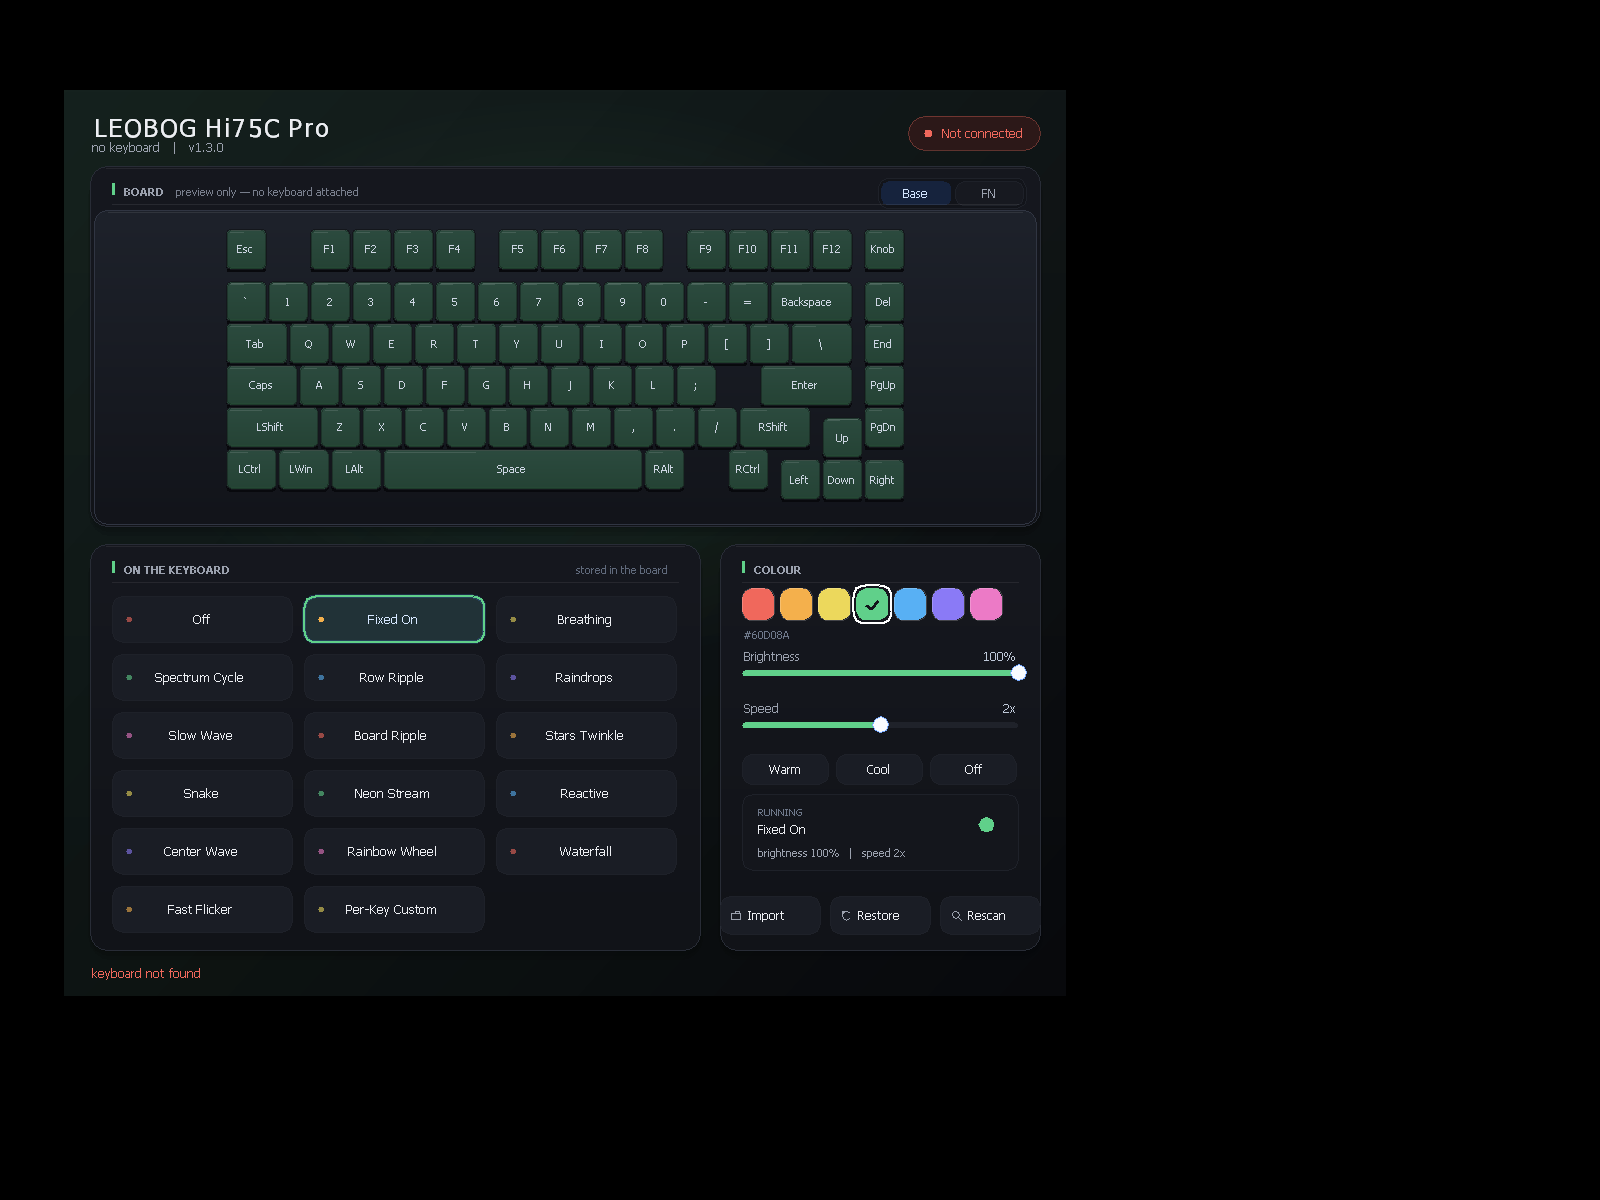 LEOBOG Hi75C Pro
no keyboard | v1.3.0
Not connected
BOARD preview only — no keyboard attached
Base FN
Esc F1 F2 F3 F4 F5 F6 F7 F8 F9 F10 F11 F12 Knob
` 1 2 3 4 5 6 7 8 9 0 - = Backspace Del
Tab Q W E R T Y U I O P [ ] \ End
Caps A S D F G H J K L ; Enter PgUp
LShift Z X C V B N M , . / RShift Up PgDn
LCtrl LWin LAlt Space RAlt RCtrl Left Down Right
ON THE KEYBOARD stored in the board
Off Fixed On Breathing
Spectrum Cycle Row Ripple Raindrops
Slow Wave Board Ripple Stars Twinkle
Snake Neon Stream Reactive
Center Wave Rainbow Wheel Waterfall
Fast Flicker Per-Key Custom
COLOUR
#60D08A
Brightness 100%
Speed 2x
Warm Cool Off
RUNNING
Fixed On
brightness 100% | speed 2x
Import Restore Rescan
keyboard not found